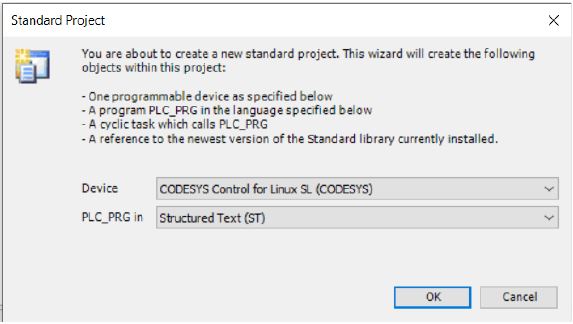 Standard Project
You are about to create a new standard project. This wizard will create the following
objects within this project:
- One programmable device as specified below
- A program PLC_PRG in the language specified below
- A cyclic task which calls PLC_PRG
- A reference to the newest version of the Standard library currently installed.
Device CODESYS Control for Linux SL (CODESYS)
PLC_PRG in Structured Text (ST)
OK Cancel